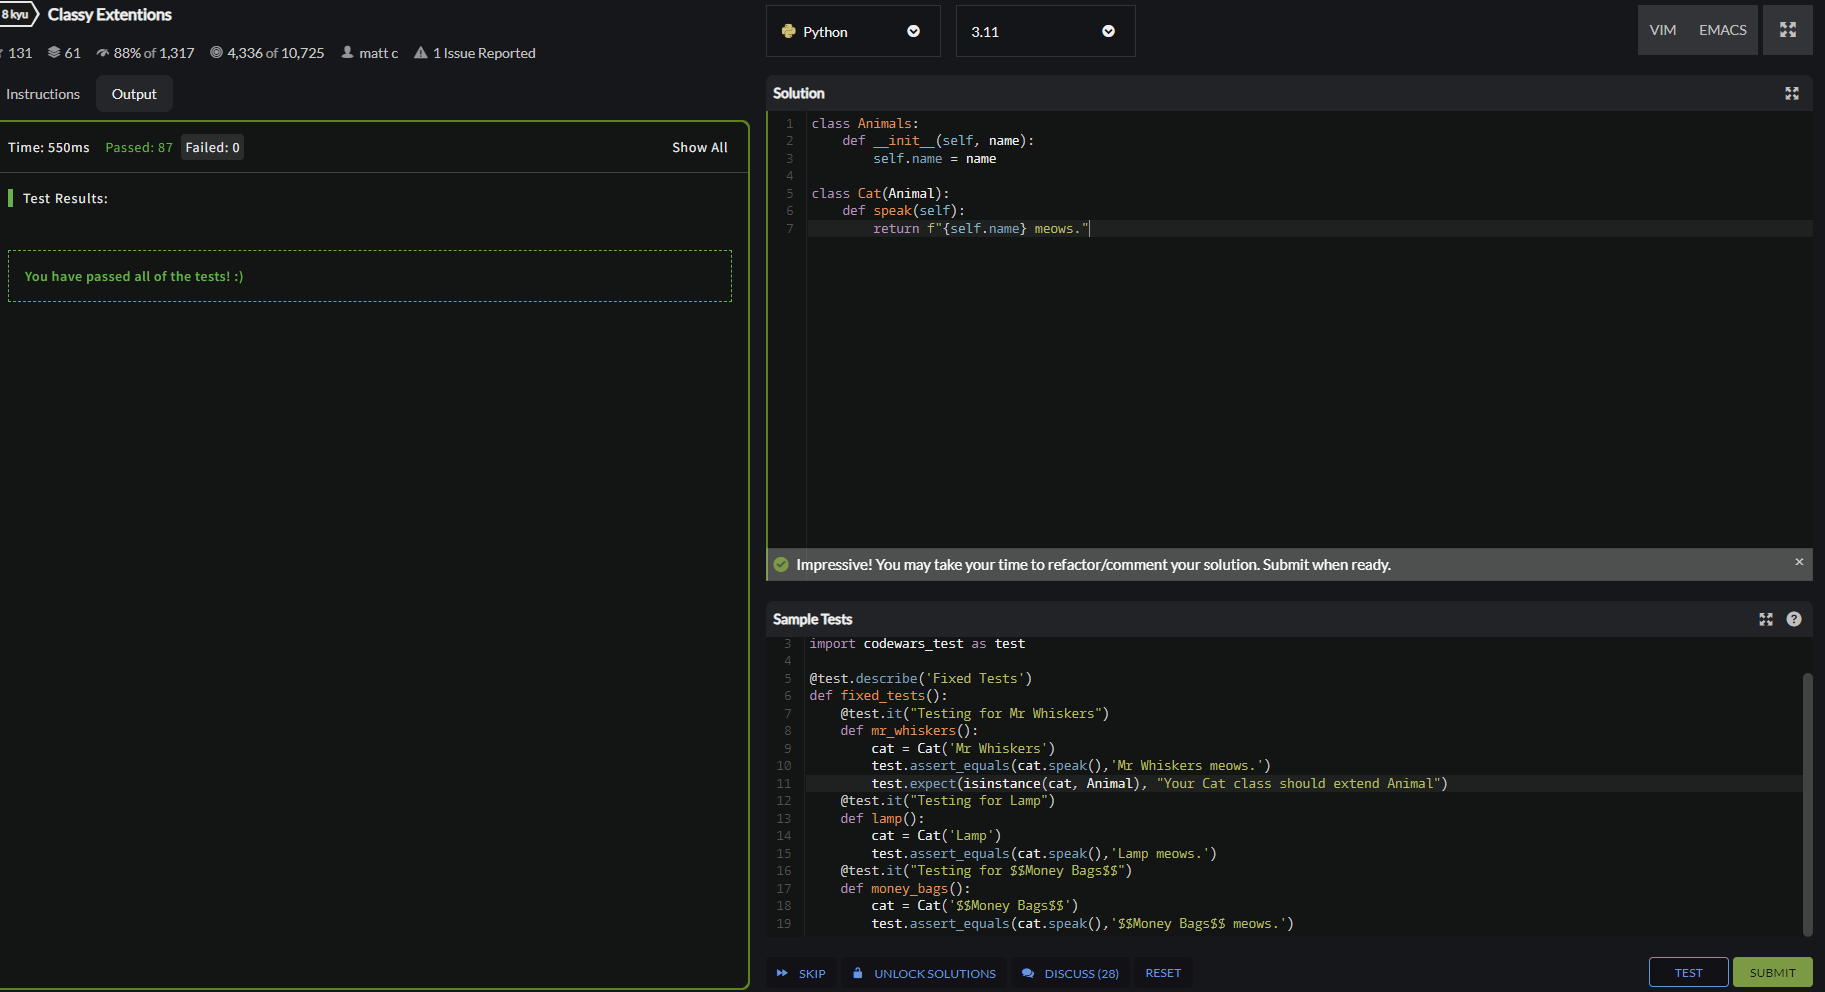 8 kyu Classy Extentions
131 61 88% of 1,317 4,336 of 10,725 matt c 1 Issue Reported
Instructions Output
Time: 550ms Passed: 87 Failed: 0 Show All
Test Results:
You have passed all of the tests! :)
Python 3.11 VIM EMACS
Solution
1 class Animals:
2     def __init__(self, name):
3         self.name = name
4
5 class Cat(Animal):
6     def speak(self):
7         return f"{self.name} meows."
Impressive! You may take your time to refactor/comment your solution. Submit when ready. ×
Sample Tests ?
3 import codewars_test as test
4
5 @test.describe('Fixed Tests')
6 def fixed_tests():
7     @test.it("Testing for Mr Whiskers")
8     def mr_whiskers():
9         cat = Cat('Mr Whiskers')
10         test.assert_equals(cat.speak(),'Mr Whiskers meows.')
11         test.expect(isinstance(cat, Animal), "Your Cat class should extend Animal")
12     @test.it("Testing for Lamp")
13     def lamp():
14         cat = Cat('Lamp')
15         test.assert_equals(cat.speak(),'Lamp meows.')
16     @test.it("Testing for $$Money Bags$$")
17     def money_bags():
18         cat = Cat('$$Money Bags$$')
19         test.assert_equals(cat.speak(),'$$Money Bags$$ meows.')
SKIP UNLOCK SOLUTIONS DISCUSS (28) RESET TEST SUBMIT